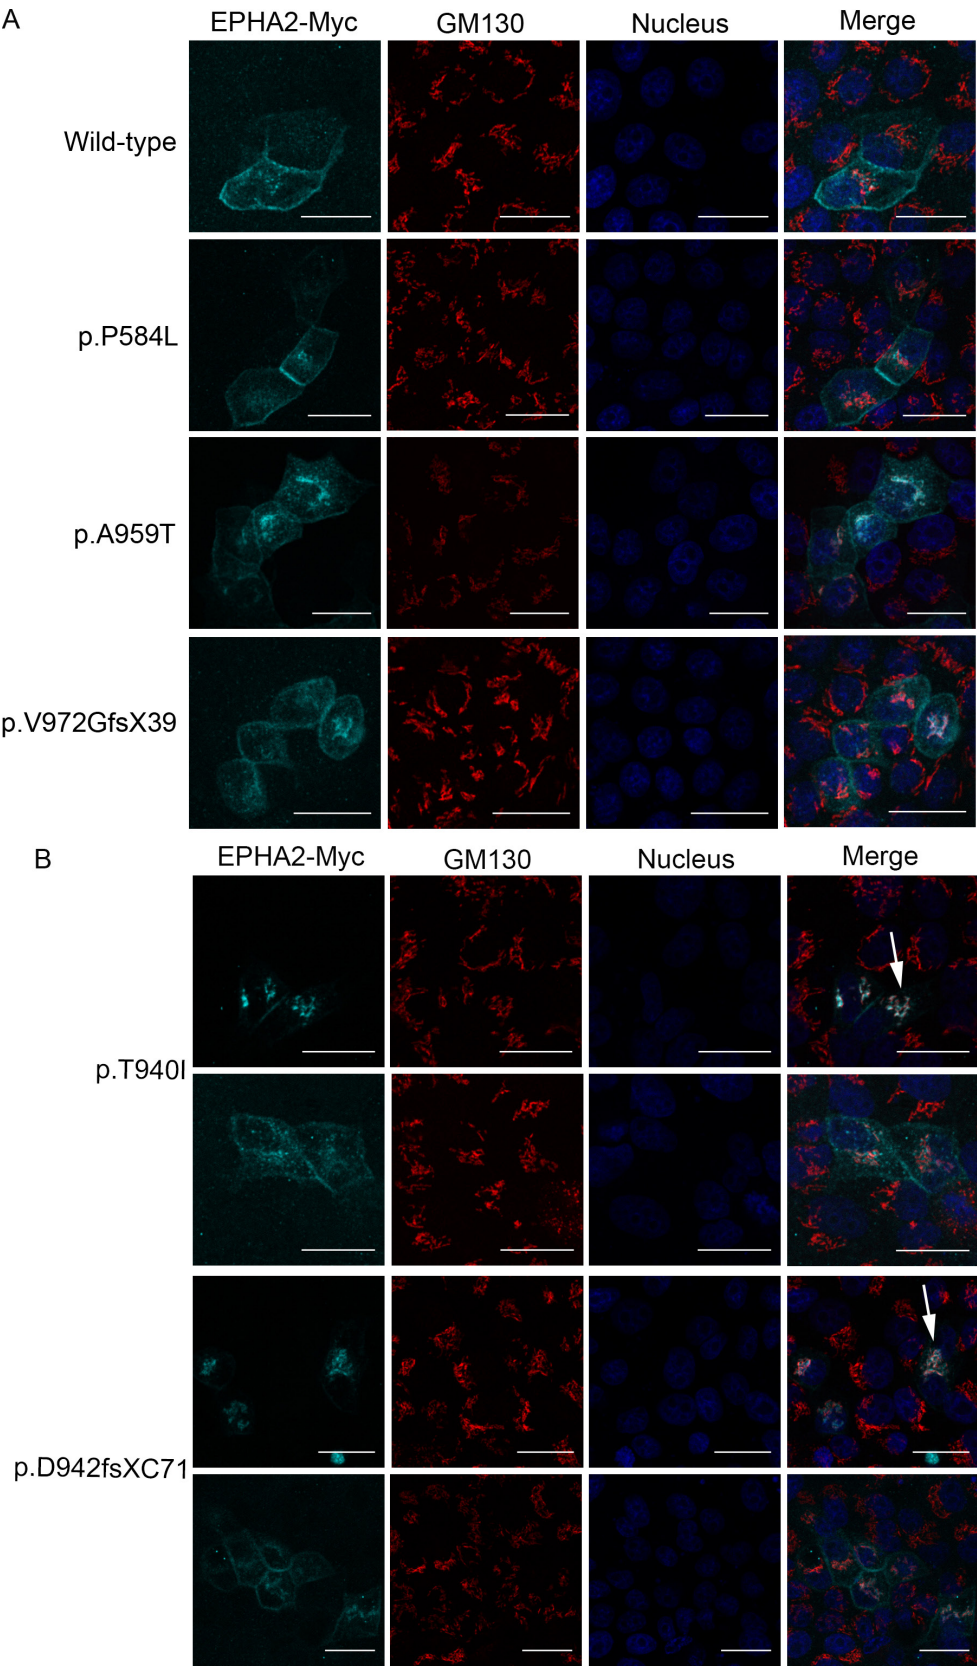 A
EPHA2-Myc GM130 Nucleus Merge
Wild-type
p.P584L
p.A959T
p.V972GfsX39
B
EPHA2-Myc GM130 Nucleus Merge
p.T940I
p.D942fsXC71